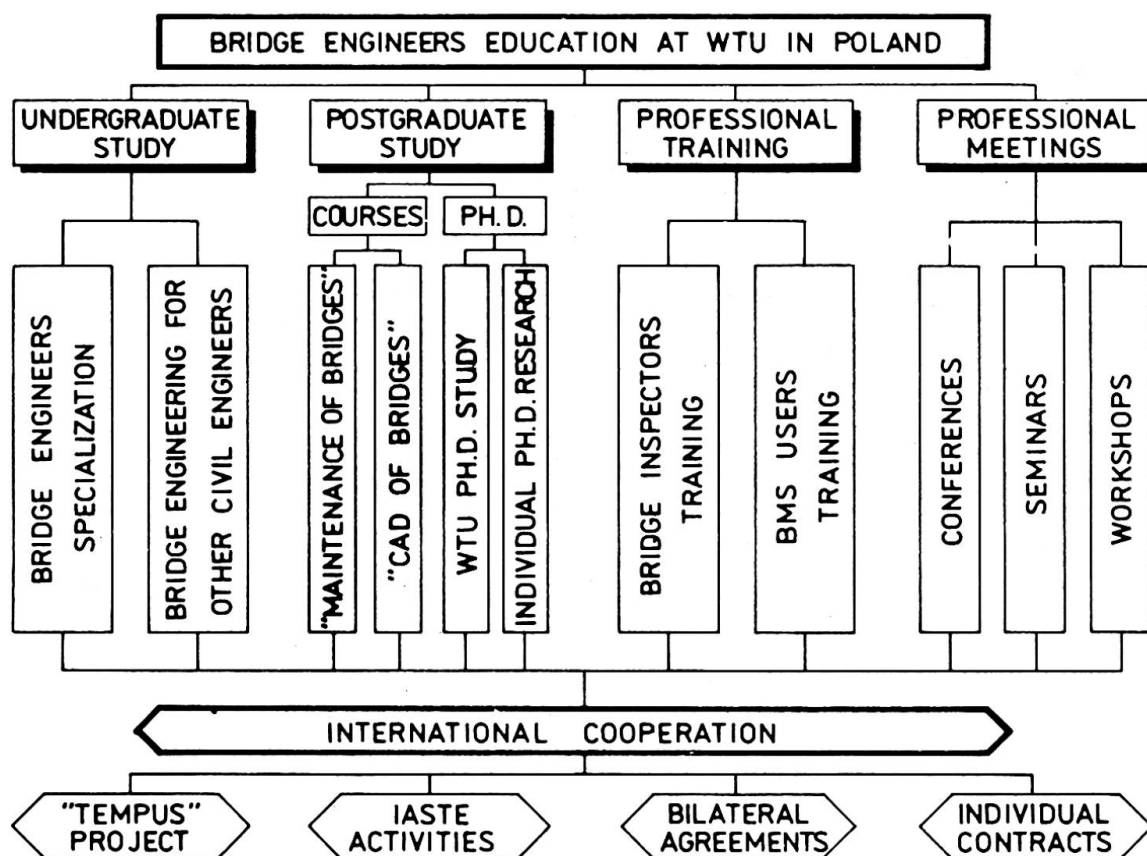 BRIDGE ENGINEERS EDUCATION AT WTU IN POLAND
UNDERGRADUATE
STUDY
POSTGRADUATE
STUDY
PROFESSIONAL
TRAINING
PROFESSIONAL
MEETINGS
COURSES
PH.D.
BRIDGE ENGINEERS
SPECIALIZATION
BRIDGE ENGINEERING FOR
OTHER CIVIL ENGINEERS
"MAINTENANCE OF BRIDGES"
"CAD OF BRIDGES"
WTU PH.D. STUDY
INDIVIDUAL PH.D. RESEARCH
BRIDGE INSPECTORS
TRAINING
BMS USERS
TRAINING
CONFERENCES
SEMINARS
WORKSHOPS
INTERNATIONAL COOPERATION
"TEMPUS"
PROJECT
IASTE
ACTIVITIES
BILATERAL
AGREEMENTS
INDIVIDUAL
CONTRACTS